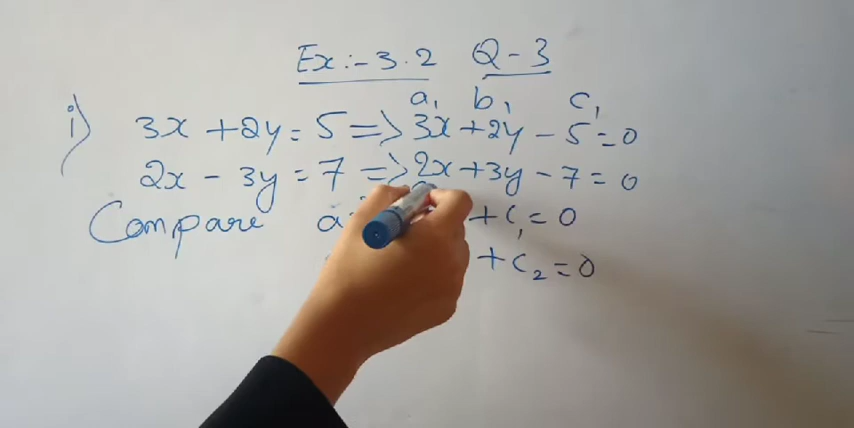 Ex:- 3.2 Q-3
a₁ b₁ c₁
i) 3x + 2y = 5 => 3x + 2y - 5 = 0
2x - 3y = 7 => 2x + 3y - 7 = 0
Compare a + c₁ = 0
+ c₂ = 0